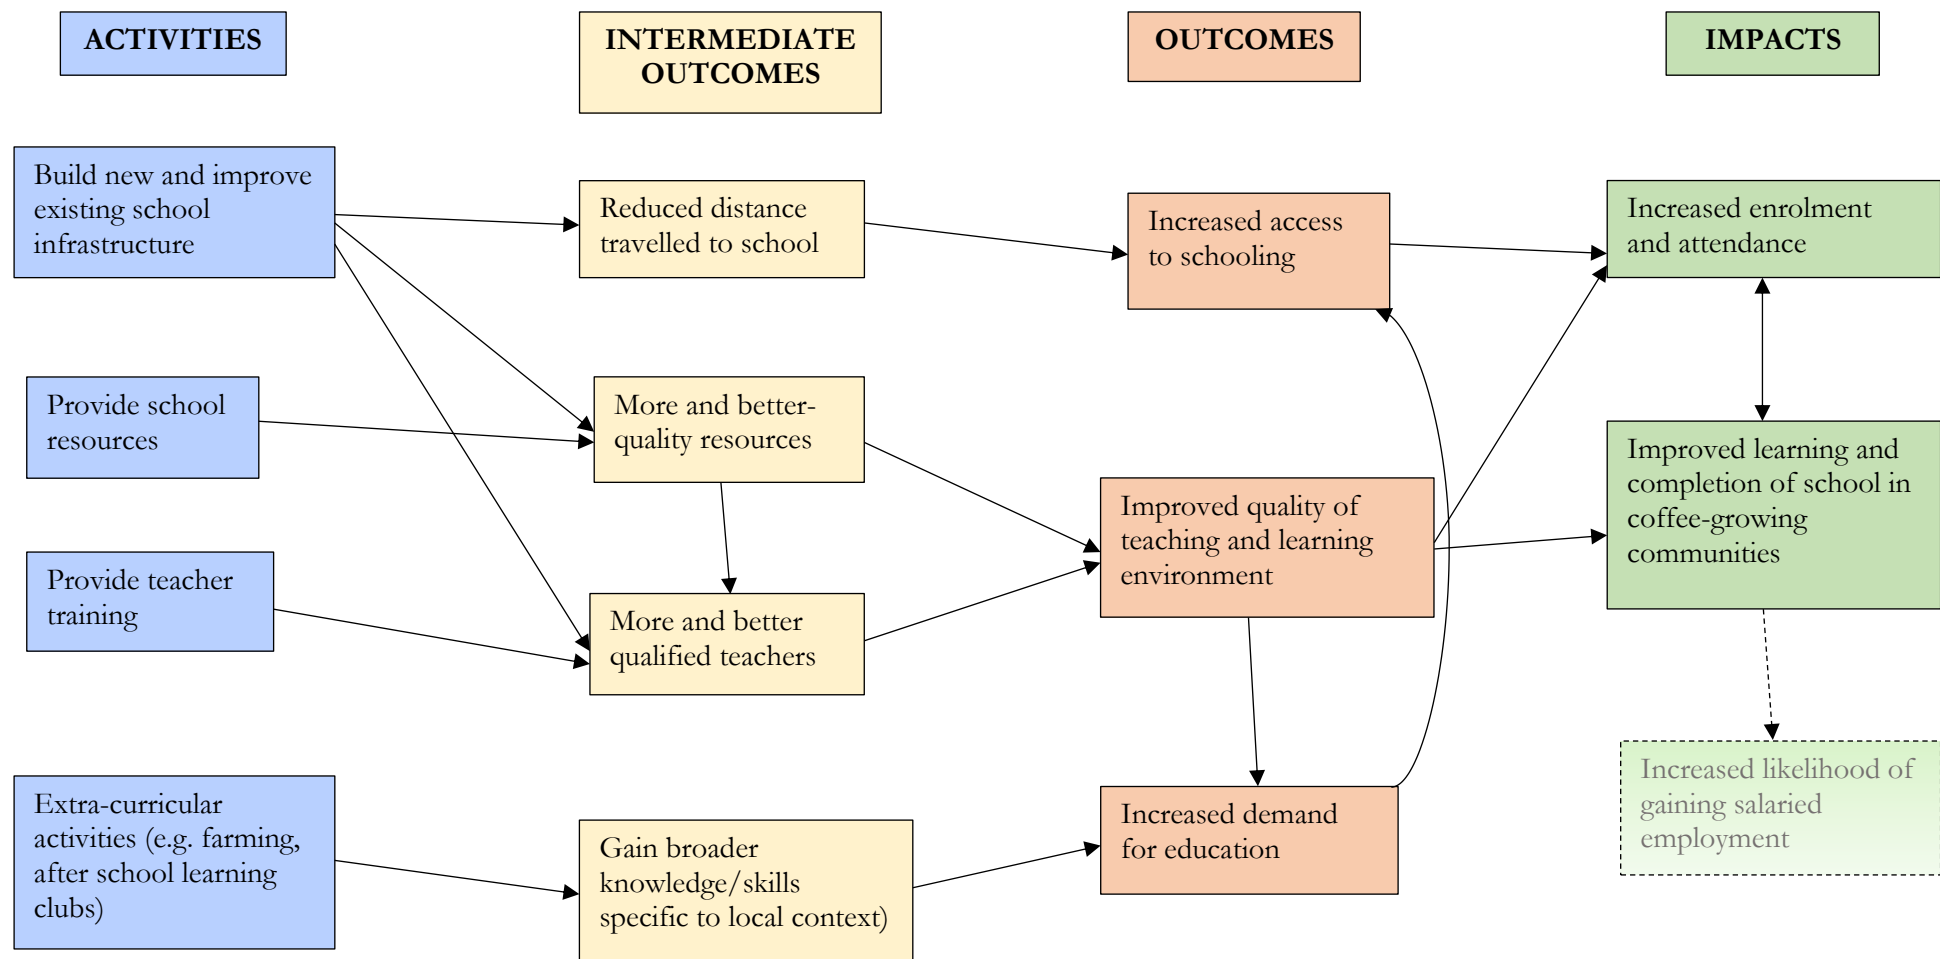 ACTIVITIES
INTERMEDIATE
OUTCOMES
OUTCOMES
IMPACTS
Build new and improve
existing school
infrastructure
Reduced distance
travelled to school
Increased access
to schooling
Increased enrolment
and attendance
Provide school
resources
More and better-
quality resources
Improved quality of
teaching and learning
environment
Improved learning and
completion of school in
coffee-growing
communities
Provide teacher
training
More and better
qualified teachers
Increased likelihood of
gaining salaried
employment
Extra-curricular
activities (e.g. farming,
after school learning
clubs)
Gain broader
knowledge/skills
specific to local context)
Increased demand
for education